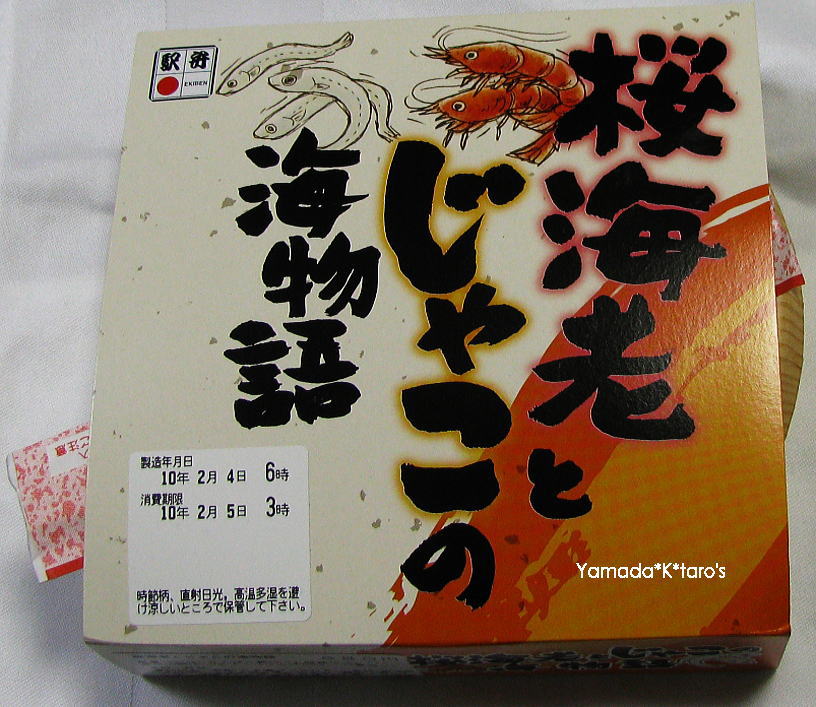 桜海老と
じゃこの
海物語
駅弁
EKIBEN
製造年月日
10年 2月 4日 6時
消費期限
10年 2月 5日 3時
時節柄、直射日光，高温多湿を避
け涼しいところで保管して下さい。
Yamada*K*taro's
ご注意